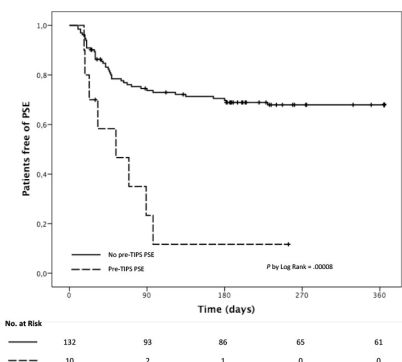 1,0
0,8
0,6
0,4
0,2
0,0
Patients free of PSE
No pre-TIPS PSE
Pre-TIPS PSE
P by Log Rank = .00008
0 90 180 270 360
Time (days)
No. at Risk
132 93 86 65 61
10 2 1 0 0